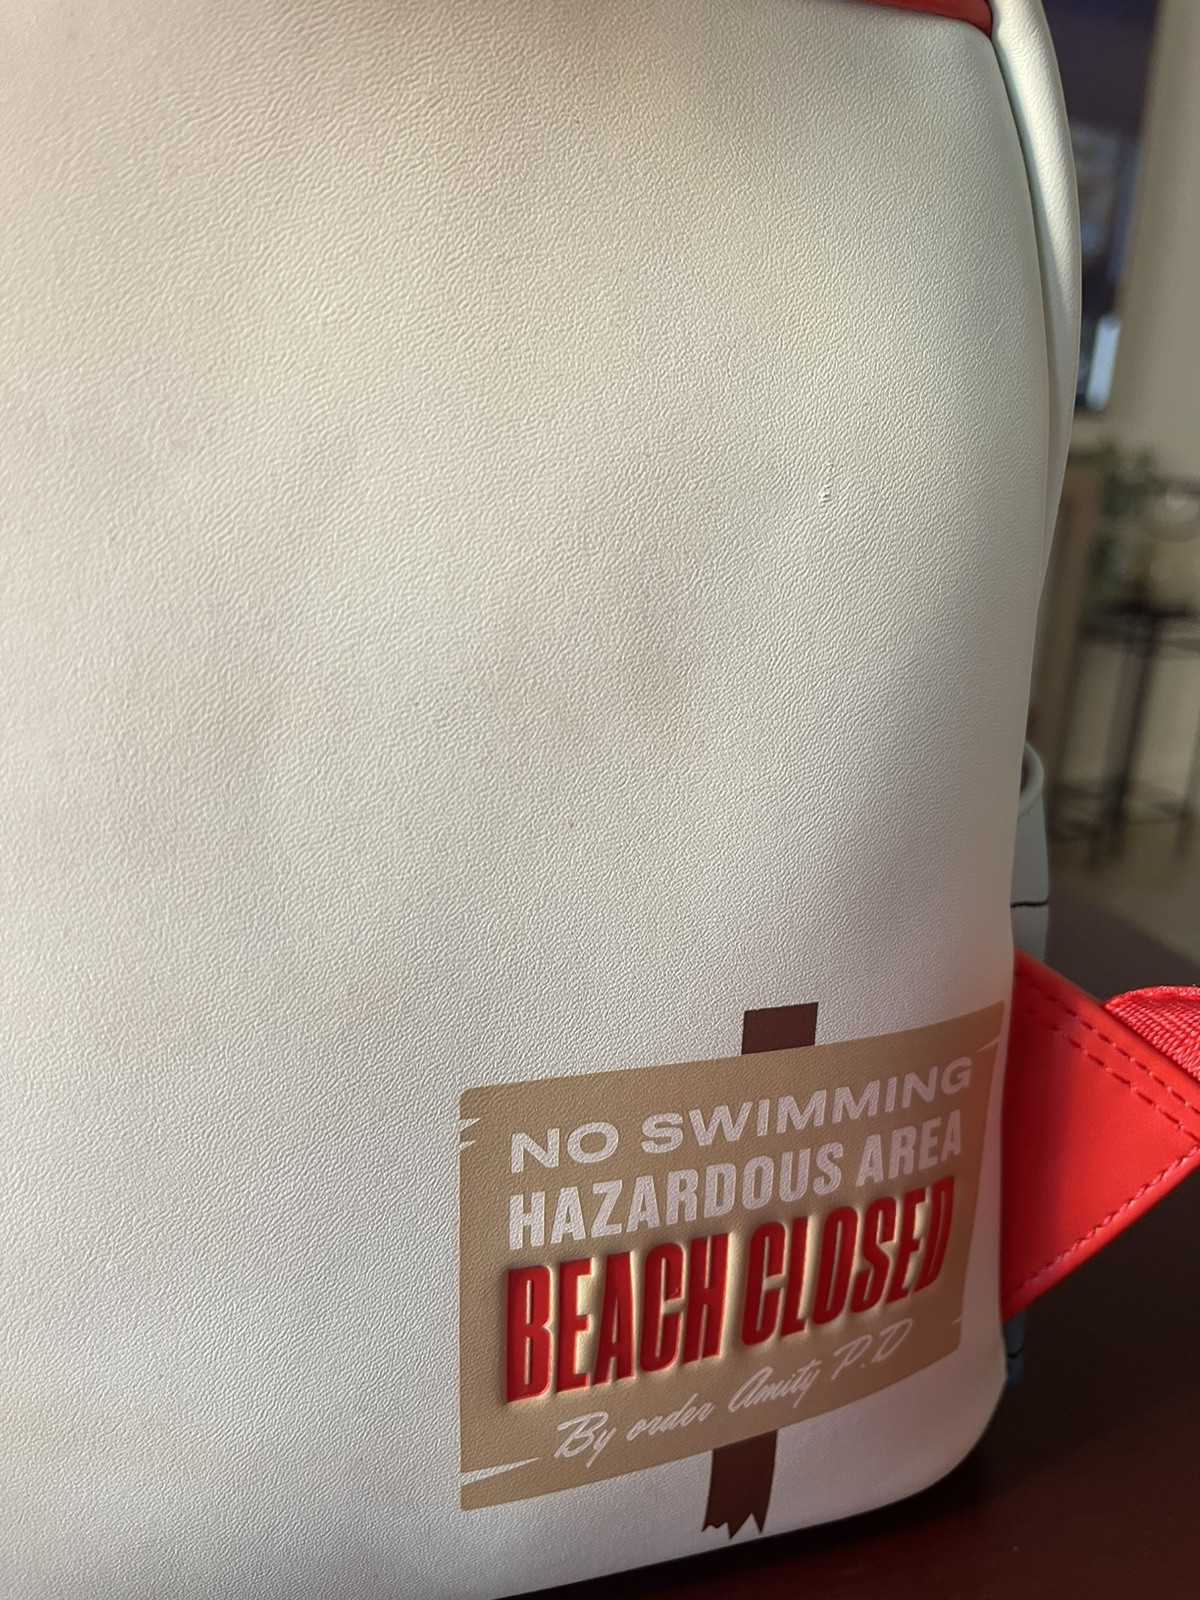 NO SWIMMING
HAZARDOUS AREA
BEACH CLOSED
By order Amity P.D